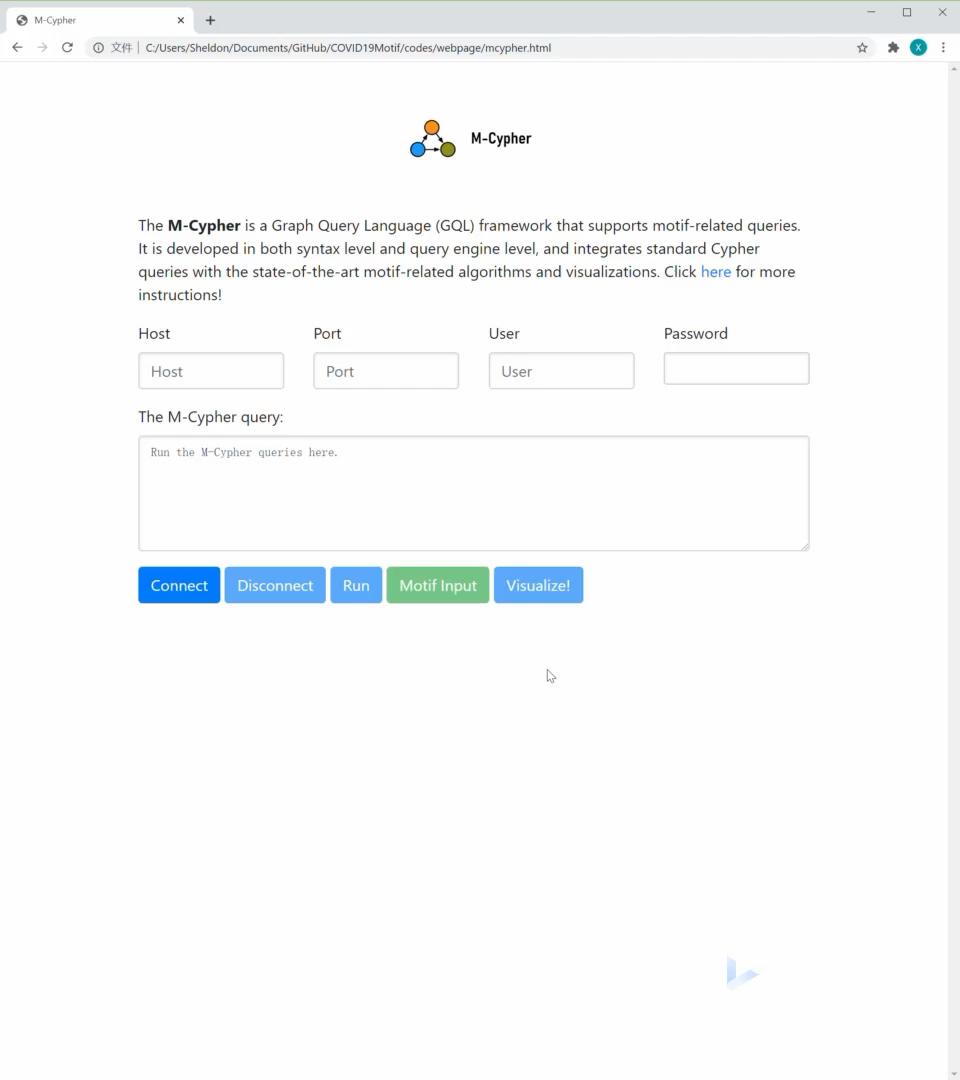 M-Cypher
文件 C:/Users/Sheldon/Documents/GitHub/COVID19Motif/codes/webpage/mcypher.html
X
M-Cypher
The M-Cypher is a Graph Query Language (GQL) framework that supports motif-related queries.
It is developed in both syntax level and query engine level, and integrates standard Cypher
queries with the state-of-the-art motif-related algorithms and visualizations. Click here for more
instructions!
Host Port User Password
Host Port User
The M-Cypher query:
Run the M-Cypher queries here.
Connect Disconnect Run Motif Input Visualize!